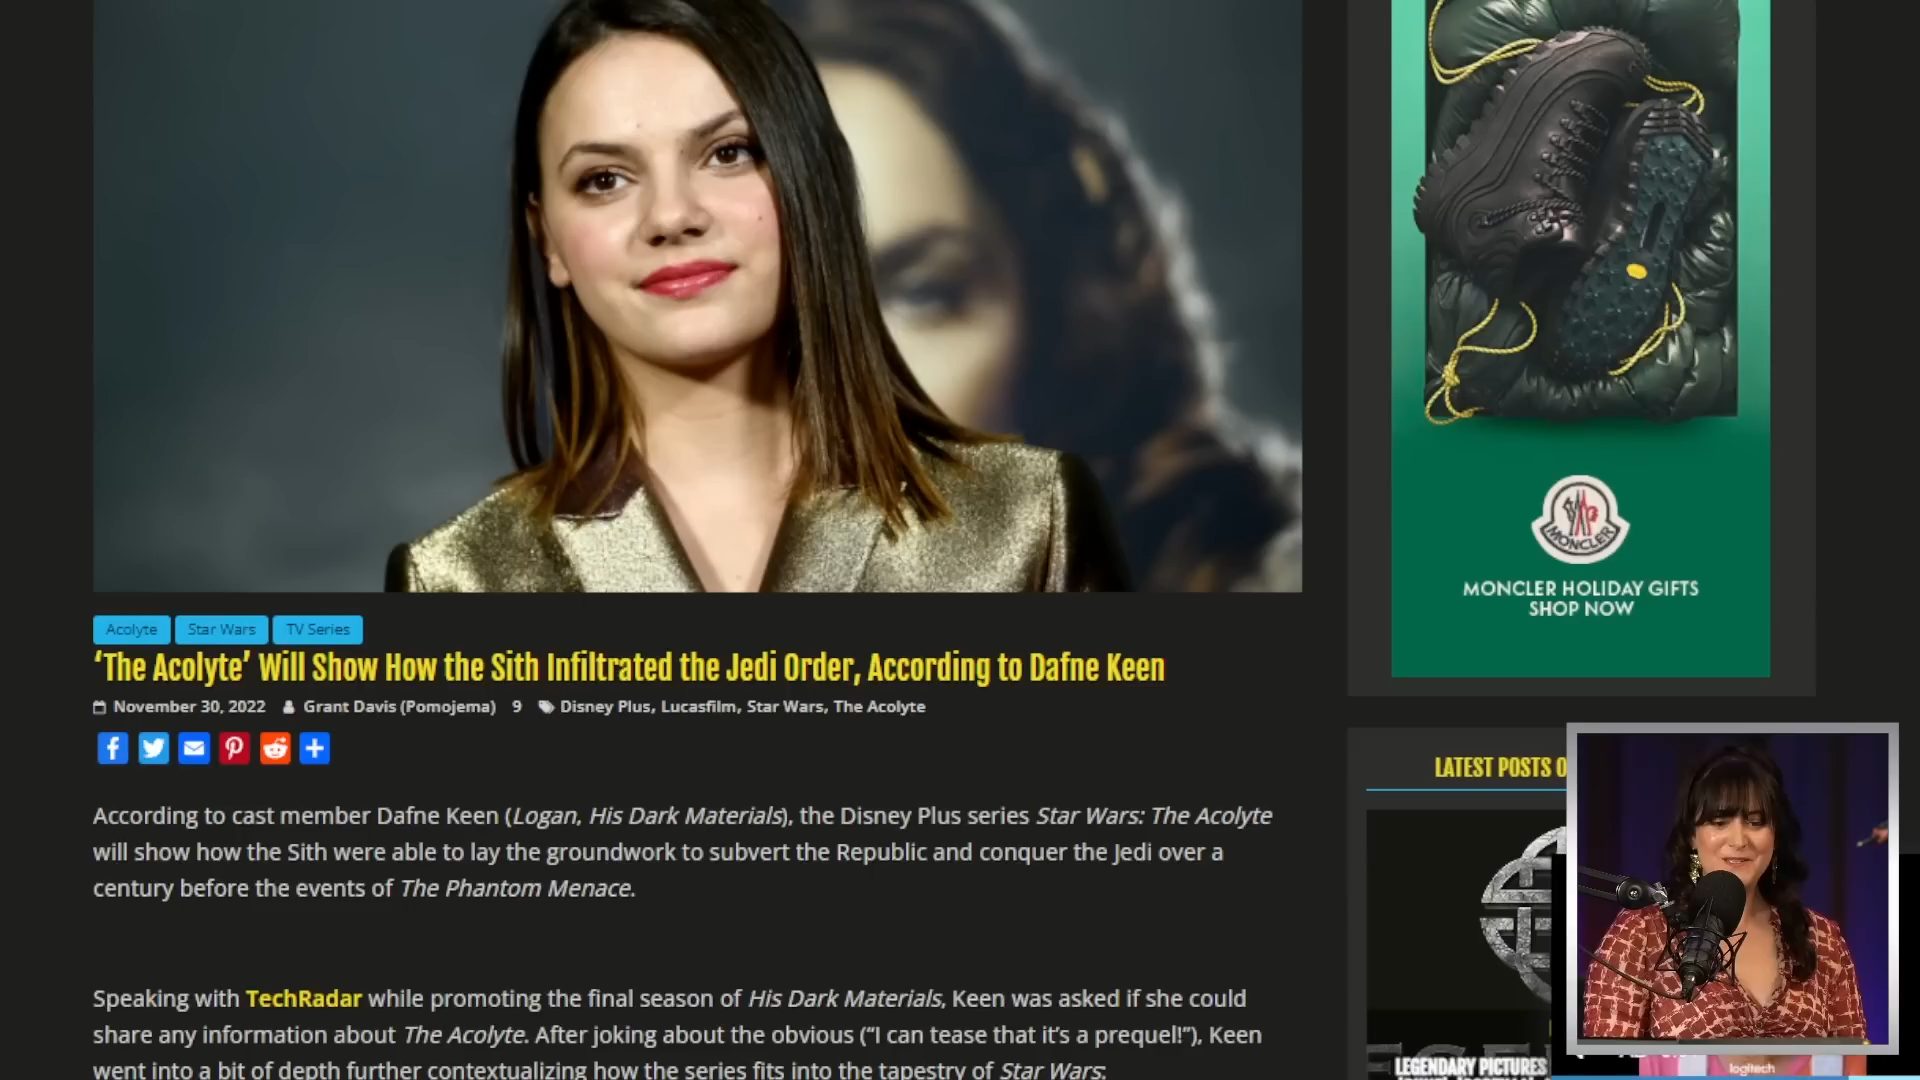 MONCLER
MONCLER HOLIDAY GIFTS
SHOP NOW
Acolyte Star Wars TV Series
‘The Acolyte’ Will Show How the Sith Infiltrated the Jedi Order, According to Dafne Keen
November 30, 2022 Grant Davis (Pomojema) 9 Disney Plus, Lucasfilm, Star Wars, The Acolyte
According to cast member Dafne Keen (Logan, His Dark Materials), the Disney Plus series Star Wars: The Acolyte
will show how the Sith were able to lay the groundwork to subvert the Republic and conquer the Jedi over a
century before the events of The Phantom Menace.
Speaking with TechRadar while promoting the final season of His Dark Materials, Keen was asked if she could
share any information about The Acolyte. After joking about the obvious (“I can tease that it’s a prequel!”), Keen
went into a bit of depth further contextualizing how the series fits into the tapestry of Star Wars:
LATEST POSTS
LEGENDARY PICTURES
logitech